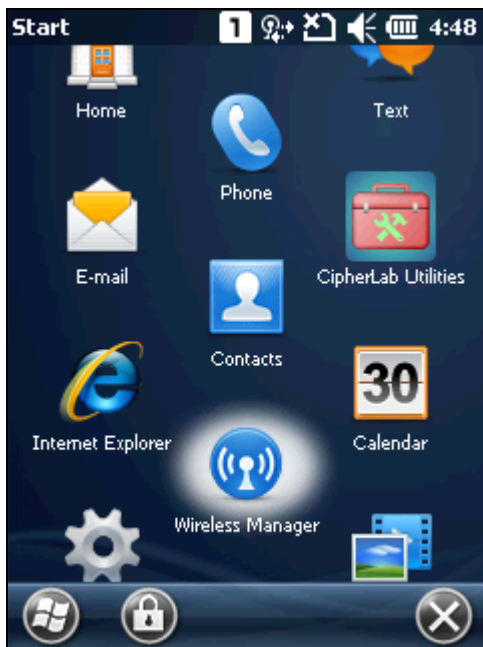 Start 1 4:48
Home
Text
Phone
E-mail
CipherLab Utilities
Contacts
30
Internet Explorer
Calendar
Wireless Manager